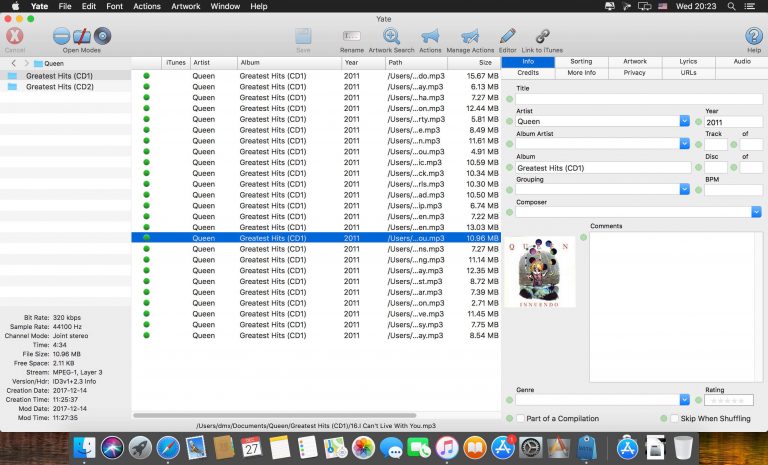 Yate File Edit Font Actions Artwork Window Help Wed 20:23
Yate
Cancel Open Modes Save Rename Artwork Search Actions Manage Actions Editor Link to iTunes Help
Queen
Greatest Hits (CD1)
Greatest Hits (CD2)
iTunes Artist Album Year Path Size
Queen Greatest Hits (CD1) 2011 /Users/...do.mp3 15.67 MB
Queen Greatest Hits (CD1) 2011 /Users/...ay.mp3 6.13 MB
Queen Greatest Hits (CD1) 2011 /Users/...ha.mp3 7.27 MB
Queen Greatest Hits (CD1) 2011 /Users/...on.mp3 12.44 MB
Queen Greatest Hits (CD1) 2011 /Users/...rty.mp3 5.81 MB
Queen Greatest Hits (CD1) 2011 /Users/...e.mp3 8.49 MB
Queen Greatest Hits (CD1) 2011 /Users/...en.mp3 11.61 MB
Queen Greatest Hits (CD1) 2011 /Users/...ou.mp3 4.91 MB
Queen Greatest Hits (CD1) 2011 /Users/...ic.mp3 10.59 MB
Queen Greatest Hits (CD1) 2011 /Users/...ck.mp3 10.34 MB
Queen Greatest Hits (CD1) 2011 /Users/...rls.mp3 10.30 MB
Queen Greatest Hits (CD1) 2011 /Users/...ad.mp3 10.50 MB
Queen Greatest Hits (CD1) 2011 /Users/...ip.mp3 6.74 MB
Queen Greatest Hits (CD1) 2011 /Users/...en.mp3 7.22 MB
Queen Greatest Hits (CD1) 2011 /Users/...en.mp3 13.03 MB
Queen Greatest Hits (CD1) 2011 /Users/...ou.mp3 10.96 MB
Queen Greatest Hits (CD1) 2011 /Users/...ns.mp3 7.27 MB
Queen Greatest Hits (CD1) 2011 /Users/...ng.mp3 11.14 MB
Queen Greatest Hits (CD1) 2011 /Users/...ay.mp3 12.35 MB
Queen Greatest Hits (CD1) 2011 /Users/...st.mp3 8.72 MB
Queen Greatest Hits (CD1) 2011 /Users/...ar.mp3 7.39 MB
Queen Greatest Hits (CD1) 2011 /Users/...on.mp3 2.71 MB
Queen Greatest Hits (CD1) 2011 /Users/...ve.mp3 11.45 MB
Queen Greatest Hits (CD1) 2011 /Users/...ay.mp3 7.75 MB
Queen Greatest Hits (CD1) 2011 /Users/...ay.mp3 8.54 MB
Bit Rate: 320 kbps
Sample Rate: 44100 Hz
Channel Mode: Joint stereo
Time: 4:34
File Size: 10.96 MB
Free Space: 2.11 KB
Stream: MPEG-1, Layer 3
Version/Hdr: ID3v1+2.3 Info
Creation Date: 2017-12-14
Creation Time: 11:25:37
Mod Date: 2017-12-14
Mod Time: 11:27:35
/Users/dmx/Documents/Queen/Greatest Hits (CD1)/16.I Can't Live With You.mp3
Info Sorting Artwork Lyrics Audio
Credits More Info Privacy URLs
Title
Artist Year
Queen 2011
Album Artist Track of
Album Disc of
Greatest Hits (CD1)
Grouping BPM
Composer
Comments
QUEEN
INNUENDO
Genre Rating
Part of a Compilation Skip When Shuffling
27